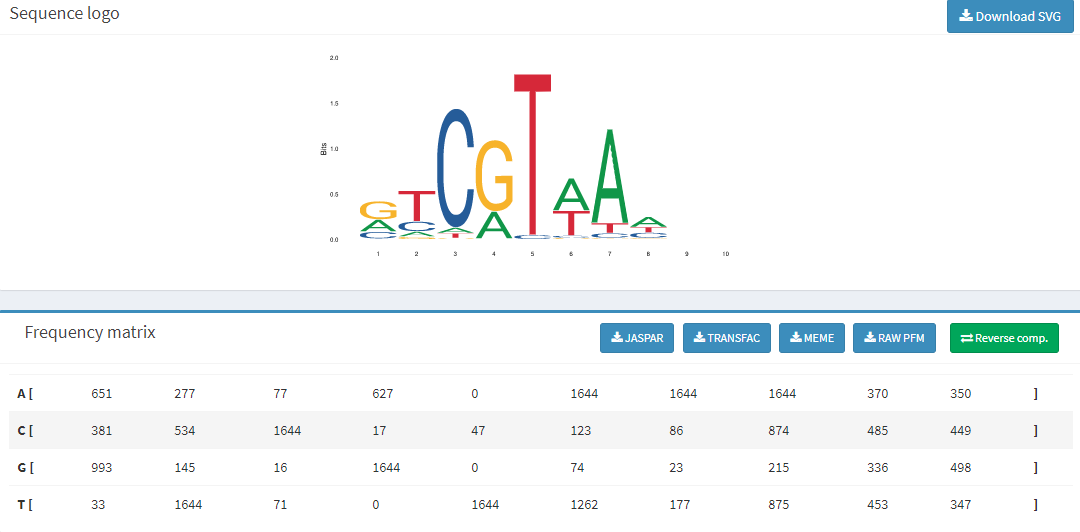 Sequence logo
Download SVG
2.0
1.5
Bits
1.0
0.5
0.0
G T C G T A A A
A C A A C T T T
C A T T C C
1 2 3 4 5 6 7 8 9 10
Frequency matrix
JASPAR TRANSFAC MEME RAW PFM Reverse comp.
A [ 651 277 77 627 0 1644 1644 1644 370 350 ]
C [ 381 534 1644 17 47 123 86 874 485 449 ]
G [ 993 145 16 1644 0 74 23 215 336 498 ]
T [ 33 1644 71 0 1644 1262 177 875 453 347 ]